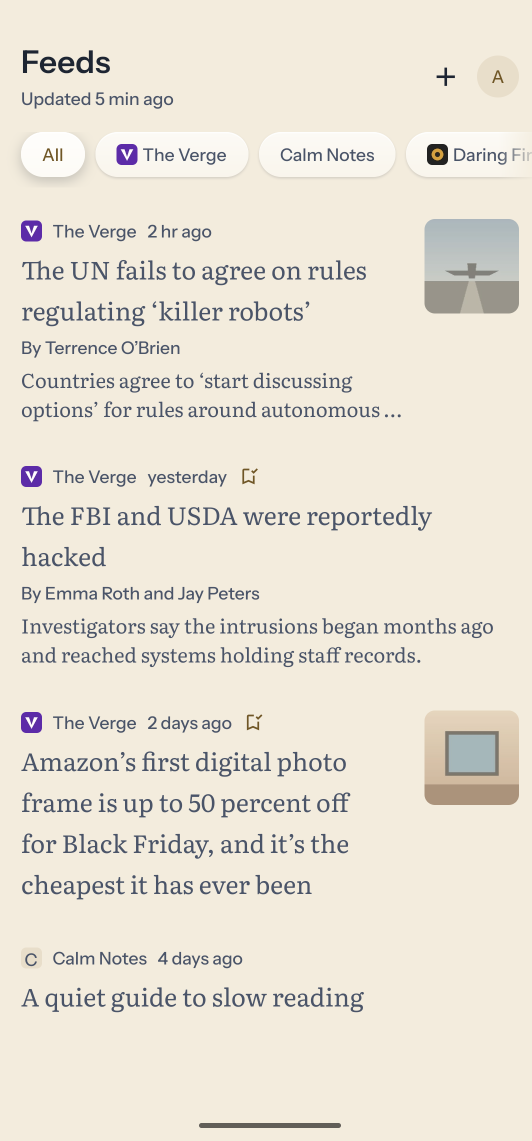 Feeds
Updated 5 min ago
A
All
The Verge
Calm Notes
Daring Fir
The Verge 2 hr ago
The UN fails to agree on rules
regulating ‘killer robots’
By Terrence O’Brien
Countries agree to ‘start discussing
options’ for rules around autonomous …
The Verge yesterday
The FBI and USDA were reportedly
hacked
By Emma Roth and Jay Peters
Investigators say the intrusions began months ago
and reached systems holding staff records.
The Verge 2 days ago
Amazon’s first digital photo
frame is up to 50 percent off
for Black Friday, and it’s the
cheapest it has ever been
C Calm Notes 4 days ago
A quiet guide to slow reading